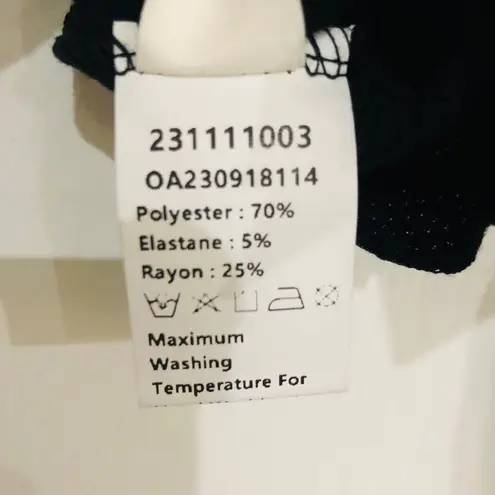 231111003
OA230918114
Polyester : 70%
Elastane : 5%
Rayon : 25%
Maximum
Washing
Temperature For